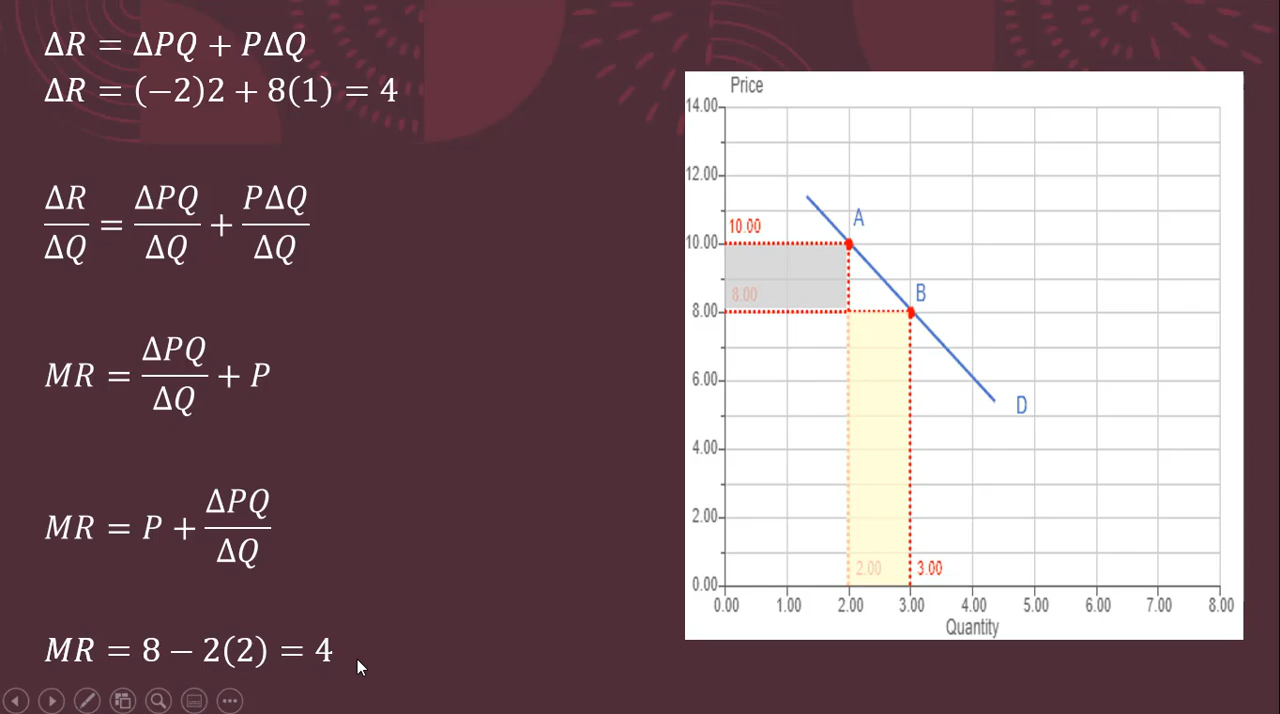 ΔR = ΔPQ + PΔQ
ΔR = (−2)2 + 8(1) = 4
ΔR/ΔQ = ΔPQ/ΔQ + PΔQ/ΔQ
MR = ΔPQ/ΔQ + P
MR = P + ΔPQ/ΔQ
MR = 8 − 2(2) = 4
Price
14.00
12.00
10.00
8.00
6.00
4.00
2.00
0.00
10.00
8.00
A
B
D
2.00
3.00
0.00 1.00 2.00 3.00 4.00 5.00 6.00 7.00 8.00
Quantity